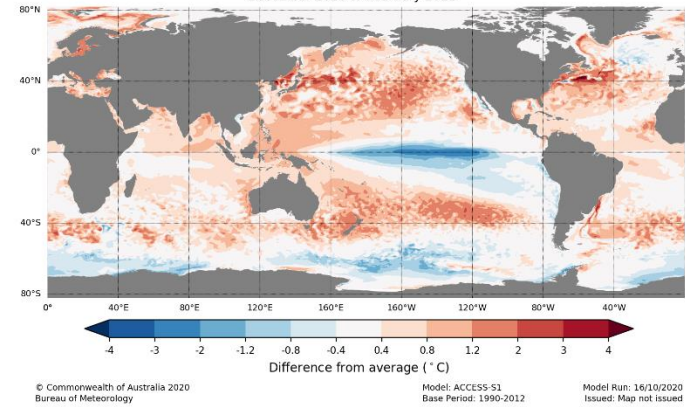 80°N
40°N
0°
40°S
80°S
0° 40°E 80°E 120°E 160°E 160°W 120°W 80°W 40°W
-4 -3 -2 -1.2 -0.8 -0.4 0.4 0.8 1.2 2 3 4
Difference from average (°C)
© Commonwealth of Australia 2020 Model: ACCESS-S1 Model Run: 16/10/2020
Bureau of Meteorology Base Period: 1990-2012 Issued: Map not issued